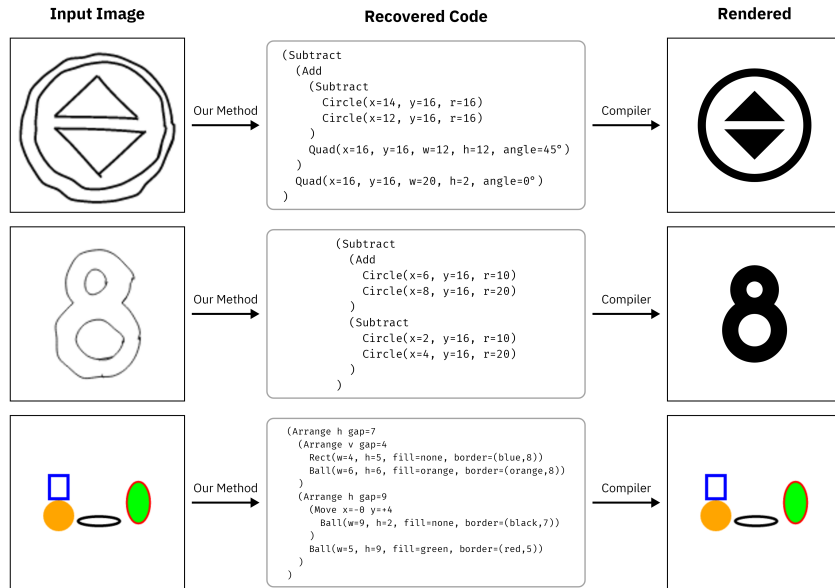 Input Image
Recovered Code
Rendered
Our Method
(Subtract
(Add
(Subtract
Circle(x=14, y=16, r=16)
Circle(x=12, y=16, r=16)
)
Quad(x=16, y=16, w=12, h=12, angle=45°)
)
Quad(x=16, y=16, w=20, h=2, angle=0°)
)
Compiler
Our Method
(Subtract
(Add
Circle(x=6, y=16, r=10)
Circle(x=8, y=16, r=20)
)
(Subtract
Circle(x=2, y=16, r=10)
Circle(x=4, y=16, r=20)
)
)
Compiler
Our Method
(Arrange h gap=7
(Arrange v gap=4
Rect(w=4, h=5, fill=none, border=(blue,8))
Ball(w=6, h=6, fill=orange, border=(orange,8))
)
(Arrange h gap=9
(Move x=-0 y=+4
Ball(w=9, h=2, fill=none, border=(black,7))
)
Ball(w=5, h=9, fill=green, border=(red,5))
)
)
Compiler